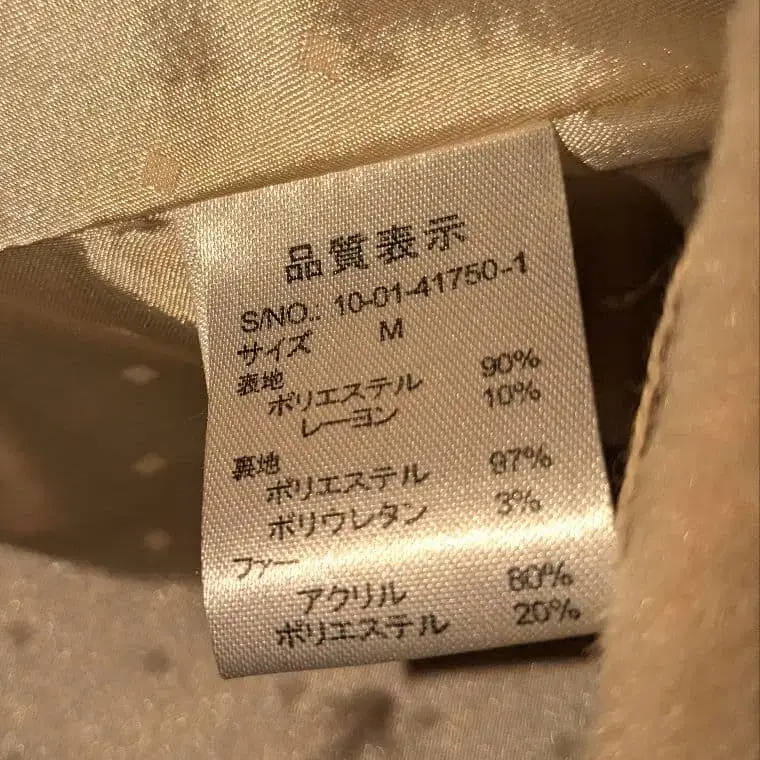 品質表示
S/NO.: 10-01-41750-1
サイズ M
表地
ポリエステル 90%
レーヨン 10%
裏地
ポリエステル 97%
ポリウレタン 3%
ファー
アクリル 80%
ポリエステル 20%